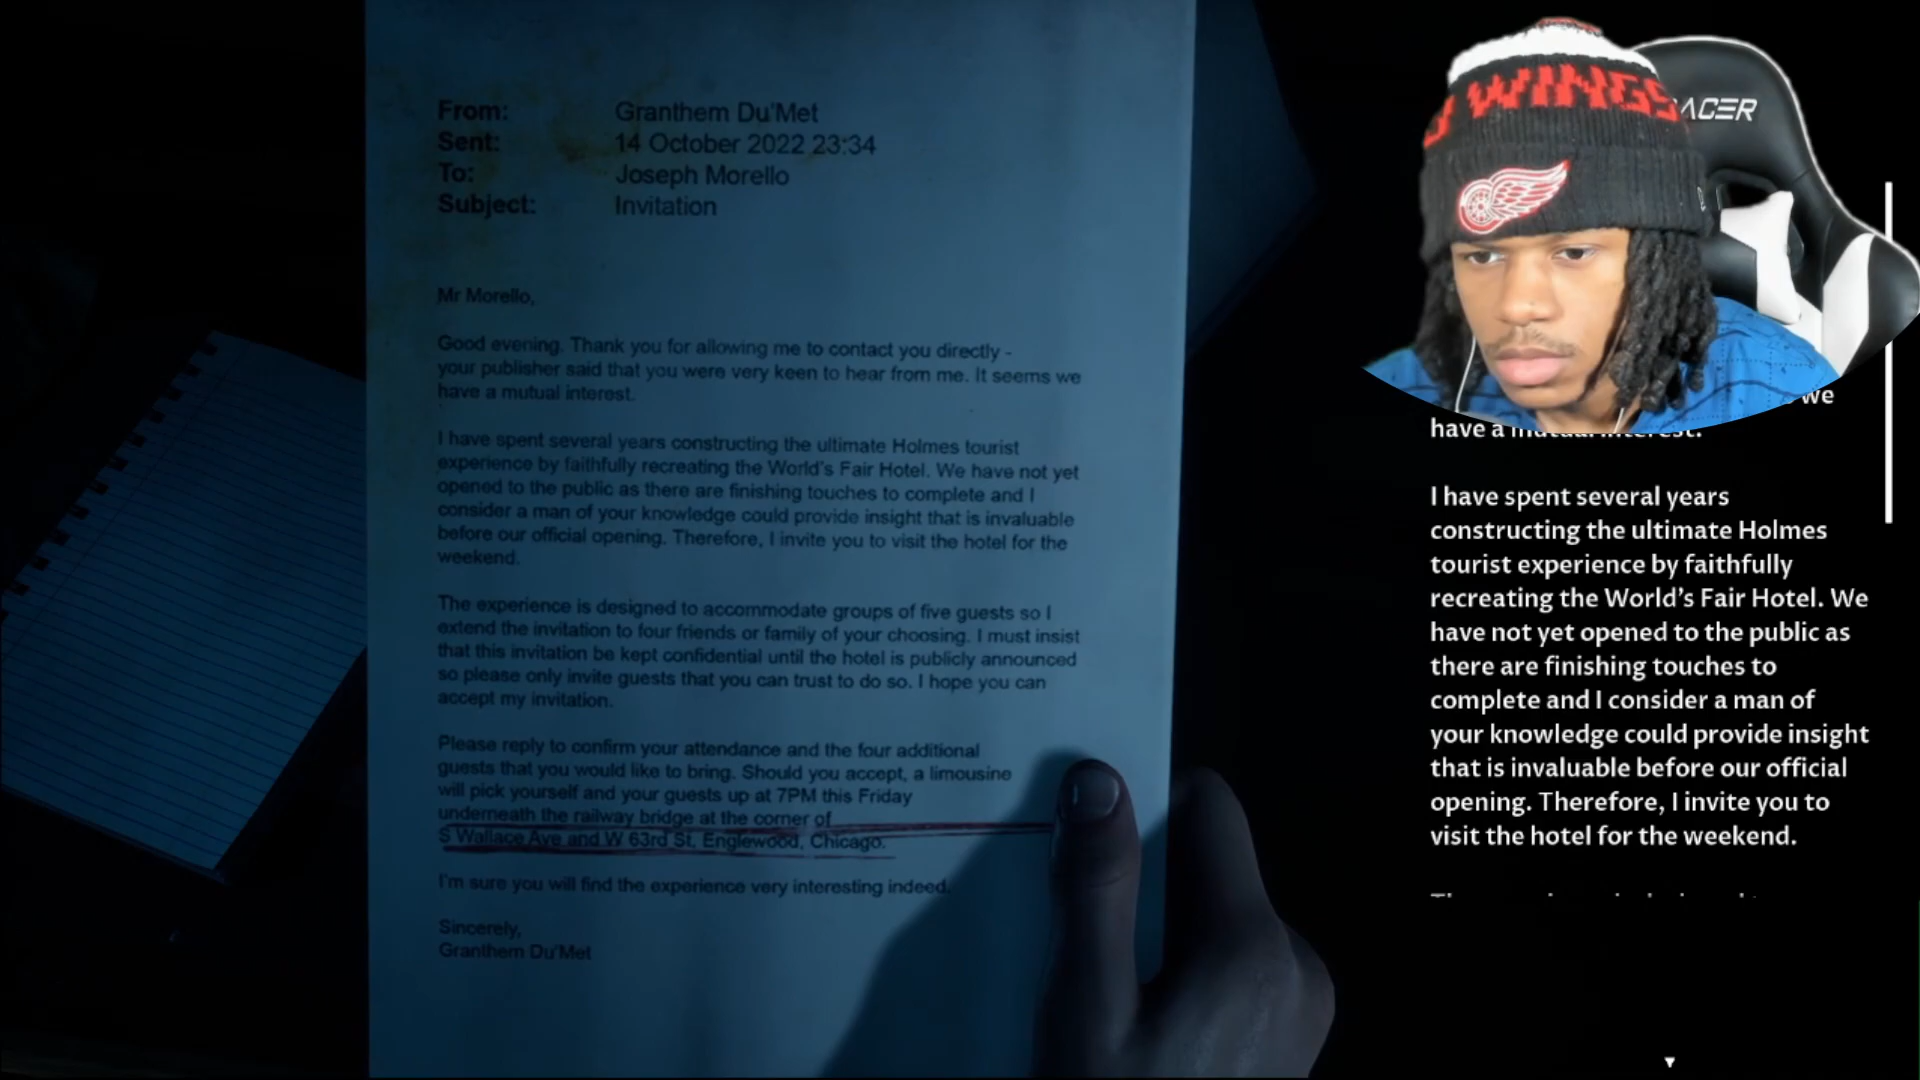 From: Granthem Du'Met
Sent: 14 October 2022 23:34
To: Joseph Morello
Subject: Invitation
Mr Morello,
Good evening. Thank you for allowing me to contact you directly -
your publisher said that you were very keen to hear from me. It seems we
have a mutual interest.
I have spent several years constructing the ultimate Holmes tourist
experience by faithfully recreating the World's Fair Hotel. We have not yet
opened to the public as there are finishing touches to complete and I
consider a man of your knowledge could provide insight that is invaluable
before our official opening. Therefore, I invite you to visit the hotel for the
weekend.
The experience is designed to accommodate groups of five guests so I
extend the invitation to four friends or family of your choosing. I must insist
that this invitation be kept confidential until the hotel is publicly announced
so please only invite guests that you can trust to do so. I hope you can
accept my invitation.
Please reply to confirm your attendance and the four additional
guests that you would like to bring. Should you accept, a limousine
will pick yourself and your guests up at 7PM this Friday
underneath the railway bridge at the corner of
S Wallace Ave and W 63rd St, Englewood, Chicago.
I'm sure you will find the experience very interesting indeed.
Sincerely,
Granthem Du'Met
WINGS
ACER
we
have a mutual interest.
I have spent several years
constructing the ultimate Holmes
tourist experience by faithfully
recreating the World's Fair Hotel. We
have not yet opened to the public as
there are finishing touches to
complete and I consider a man of
your knowledge could provide insight
that is invaluable before our official
opening. Therefore, I invite you to
visit the hotel for the weekend.